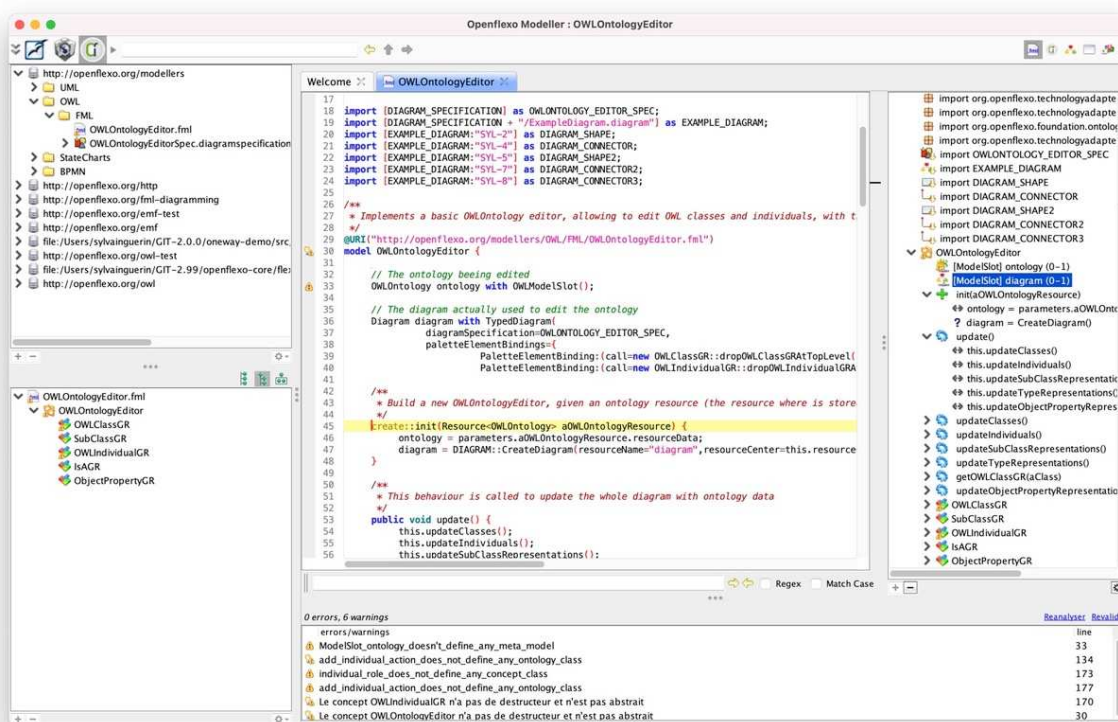 Openflexo Modeller : OWLOntologyEditor
http://openflexo.org/modellers
UML
OWL
FML
OWLOntologyEditor.fml
OWLOntologyEditorSpec.diagramspecification
StateCharts
BPMN
http://openflexo.org/http
http://openflexo.org/fml-diagramming
http://openflexo.org/emf-test
http://openflexo.org/emf
file:/Users/sylvainguerin/GIT-2.0.0/oneway-demo/src
http://openflexo.org/owl-test
file:/Users/sylvainguerin/GIT-2.99/openflexo-core/fle
http://openflexo.org/owl
OWLOntologyEditor.fml
OWLOntologyEditor
OWLClassGR
SubClassGR
OWLIndividualGR
IsAGR
ObjectPropertyGR
Welcome
OWLOntologyEditor
17
18 import [DIAGRAM_SPECIFICATION] as OWLONTOLOGY_EDITOR_SPEC;
19 import [DIAGRAM_SPECIFICATION + "/ExampleDiagram.diagram"] as EXAMPLE_DIAGRAM;
20 import [EXAMPLE_DIAGRAM:"SYL-2"] as DIAGRAM_SHAPE;
21 import [EXAMPLE_DIAGRAM:"SYL-4"] as DIAGRAM_CONNECTOR;
22 import [EXAMPLE_DIAGRAM:"SYL-5"] as DIAGRAM_SHAPE2;
23 import [EXAMPLE_DIAGRAM:"SYL-7"] as DIAGRAM_CONNECTOR2;
24 import [EXAMPLE_DIAGRAM:"SYL-8"] as DIAGRAM_CONNECTOR3;
25
26 /**
27 * Implements a basic OWLOntology editor, allowing to edit OWL classes and individuals, with t
28 */
29 @URI("http://openflexo.org/modellers/OWL/FML/OWLOntologyEditor.fml")
30 model OWLOntologyEditor {
31
32 // The ontology beeing edited
33 OWLOntology ontology with OWLModelSlot();
34
35 // The diagram actually used to edit the ontology
36 Diagram diagram with TypedDiagram(
37 diagramSpecification=OWLONTOLOGY_EDITOR_SPEC,
38 paletteElementBindings={
39 PaletteElementBinding:(call=new OWLClassGR::dropOWLClassGRAtTopLevel(
40 PaletteElementBinding:(call=new OWLIndividualGR::dropOWLIndividualGRA
41
42 /**
43 * Build a new OWLOntologyEditor, given an ontology resource (the resource where is store
44 */
45 create::init(Resource<OWLOntology> aOWLOntologyResource) {
46 ontology = parameters.aOWLOntologyResource.resourceData;
47 diagram = DIAGRAM::CreateDiagram(resourceName="diagram",resourceCenter=this.resource
48 }
49
50 /**
51 * This behaviour is called to update the whole diagram with ontology data
52 */
53 public void update() {
54 this.updateClasses();
55 this.updateIndividuals();
56 this.updateSubClassRepresentations();
Regex
Match Case
import org.openflexo.technologyadapte
import org.openflexo.technologyadapte
import org.openflexo.foundation.ontolog
import org.openflexo.technologyadapte
import OWLONTOLOGY_EDITOR_SPEC
import EXAMPLE_DIAGRAM
import DIAGRAM_SHAPE
import DIAGRAM_CONNECTOR
import DIAGRAM_SHAPE2
import DIAGRAM_CONNECTOR2
import DIAGRAM_CONNECTOR3
OWLOntologyEditor
[ModelSlot] ontology (0-1)
[ModelSlot] diagram (0-1)
init(aOWLOntologyResource)
ontology = parameters.aOWLOnto
diagram = CreateDiagram()
update()
this.updateClasses()
this.updateIndividuals()
this.updateSubClassRepresentatic
this.updateTypeRepresentations(
this.updateObjectPropertyRepres
updateClasses()
updateIndividuals()
updateSubClassRepresentations()
updateTypeRepresentations()
getOWLClassGR(aClass)
updateObjectPropertyRepresentatic
OWLClassGR
SubClassGR
OWLIndividualGR
IsAGR
ObjectPropertyGR
0 errors, 6 warnings
Reanalyser Revalid
errors/warnings line
ModelSlot_ontology_doesn't_define_any_meta_model 33
add_individual_action_does_not_define_any_ontology_class 134
individual_role_does_not_define_any_concept_class 173
add_individual_action_does_not_define_any_ontology_class 177
Le concept OWLIndividualGR n'a pas de destructeur et n'est pas abstrait 170
Le concept OWLOntologyEditor n'a pas de destructeur et n'est pas abstrait 30